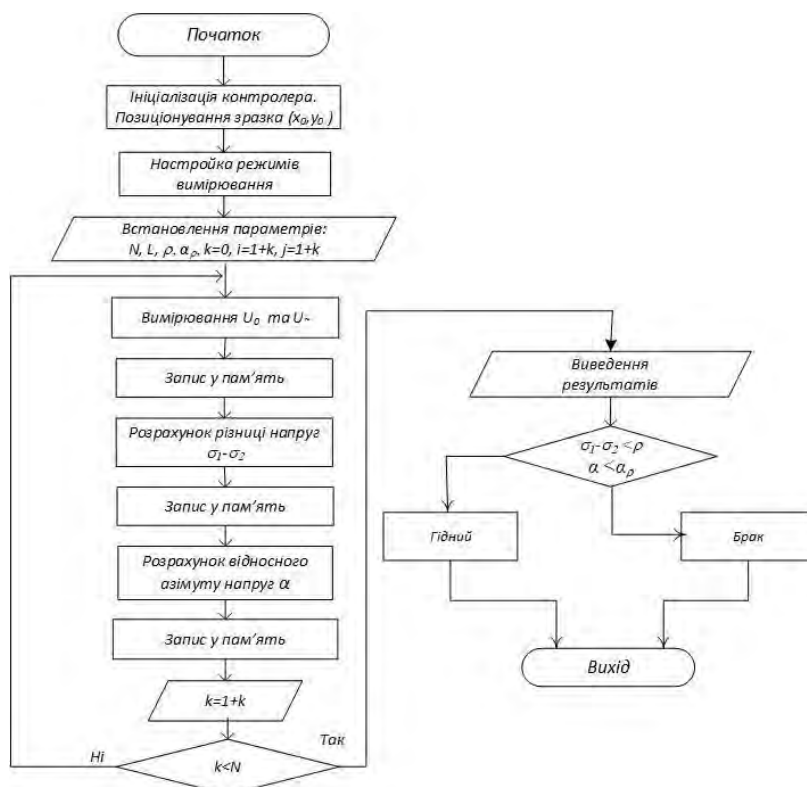 Початок
Ініціалізація контролера.
Позиціонування зразка (x₀,y₀ )
Настройка режимів
вимірювання
Встановлення параметрів:
N, L, ρ, αᵨ, k=0, i=1+k, j=1+k
Вимірювання U₀ та U~
Запис у пам'ять
Розрахунок різниці напруг
σ₁-σ₂
Запис у пам'ять
Розрахунок відносного
азімуту напруг α
Запис у пам'ять
k=1+k
k<N
Ні
Так
Виведення
результатів
σ₁-σ₂<ρ
α<αᵨ
Гідний
Брак
Вихід